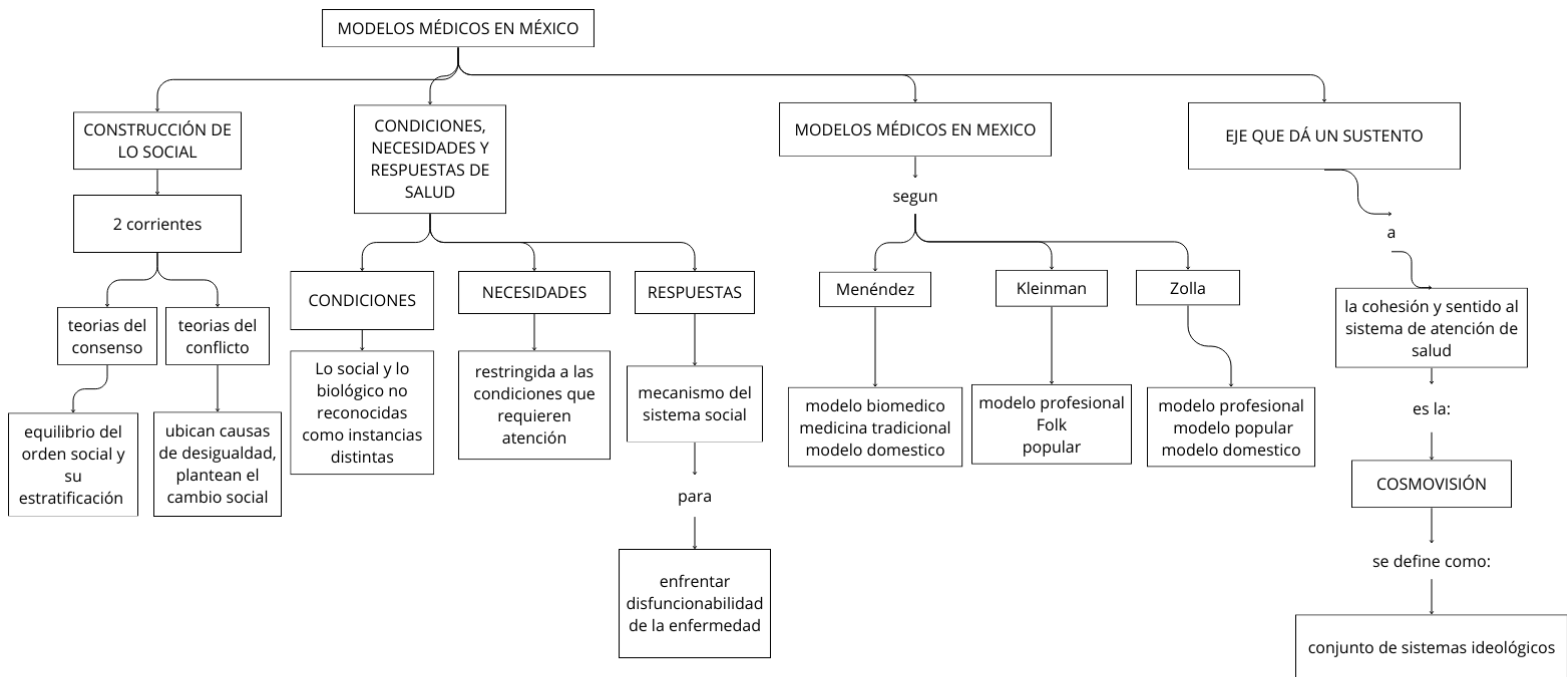 MODELOS MÉDICOS EN MÉXICO
CONSTRUCCIÓN DE
LO SOCIAL
2 corrientes
teorias del
consenso
equilibrio del
orden social y
su
estratificación
teorias del
conflicto
ubican causas
de desigualdad,
plantean el
cambio social
CONDICIONES,
NECESIDADES Y
RESPUESTAS DE
SALUD
CONDICIONES
Lo social y lo
biológico no
reconocidas
como instancias
distintas
NECESIDADES
restringida a las
condiciones que
requieren
atención
RESPUESTAS
mecanismo del
sistema social
para
enfrentar
disfuncionabilidad
de la enfermedad
MODELOS MÉDICOS EN MEXICO
segun
Menéndez
modelo biomedico
medicina tradicional
modelo domestico
Kleinman
modelo profesional
Folk
popular
Zolla
modelo profesional
modelo popular
modelo domestico
EJE QUE DÁ UN SUSTENTO
a
la cohesión y sentido al
sistema de atención de
salud
es la:
COSMOVISIÓN
se define como:
conjunto de sistemas ideológicos